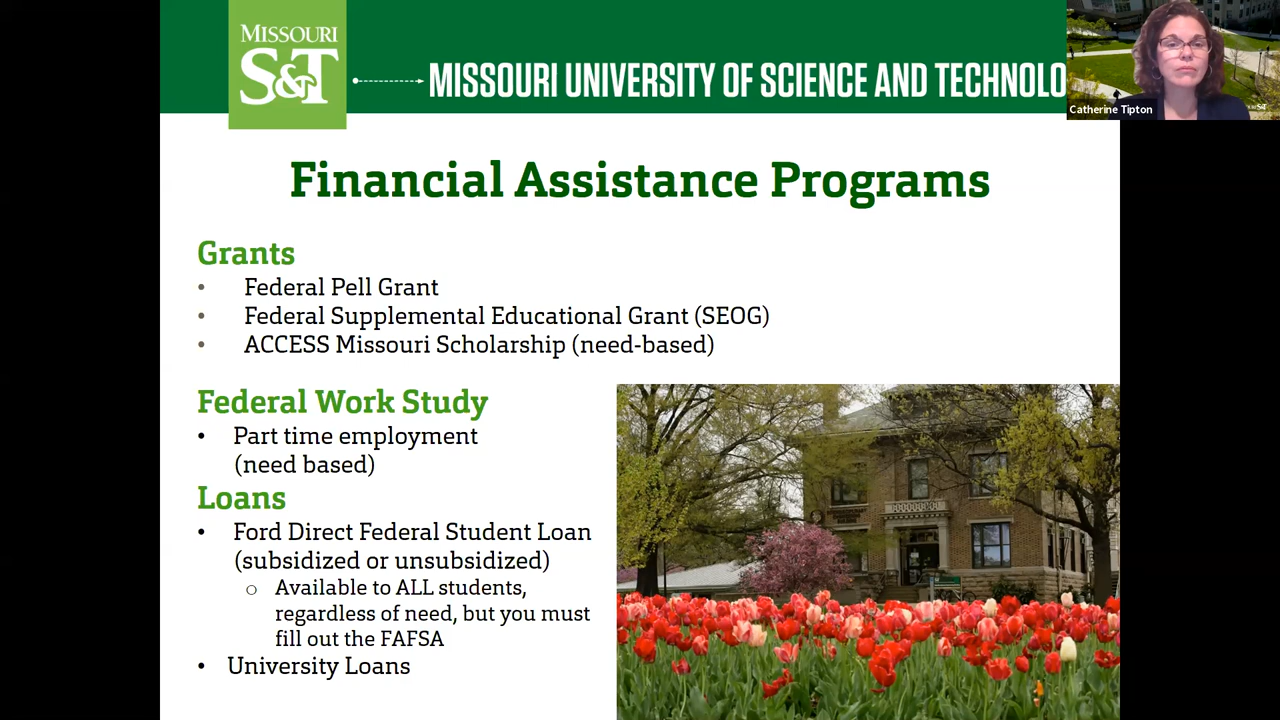 MISSOURI
S&T
MISSOURI UNIVERSITY OF SCIENCE AND TECHNOLO
Catherine Tipton
Financial Assistance Programs
Grants
• Federal Pell Grant
• Federal Supplemental Educational Grant (SEOG)
• ACCESS Missouri Scholarship (need-based)
Federal Work Study
• Part time employment
(need based)
Loans
• Ford Direct Federal Student Loan
(subsidized or unsubsidized)
o Available to ALL students,
regardless of need, but you must
fill out the FAFSA
• University Loans